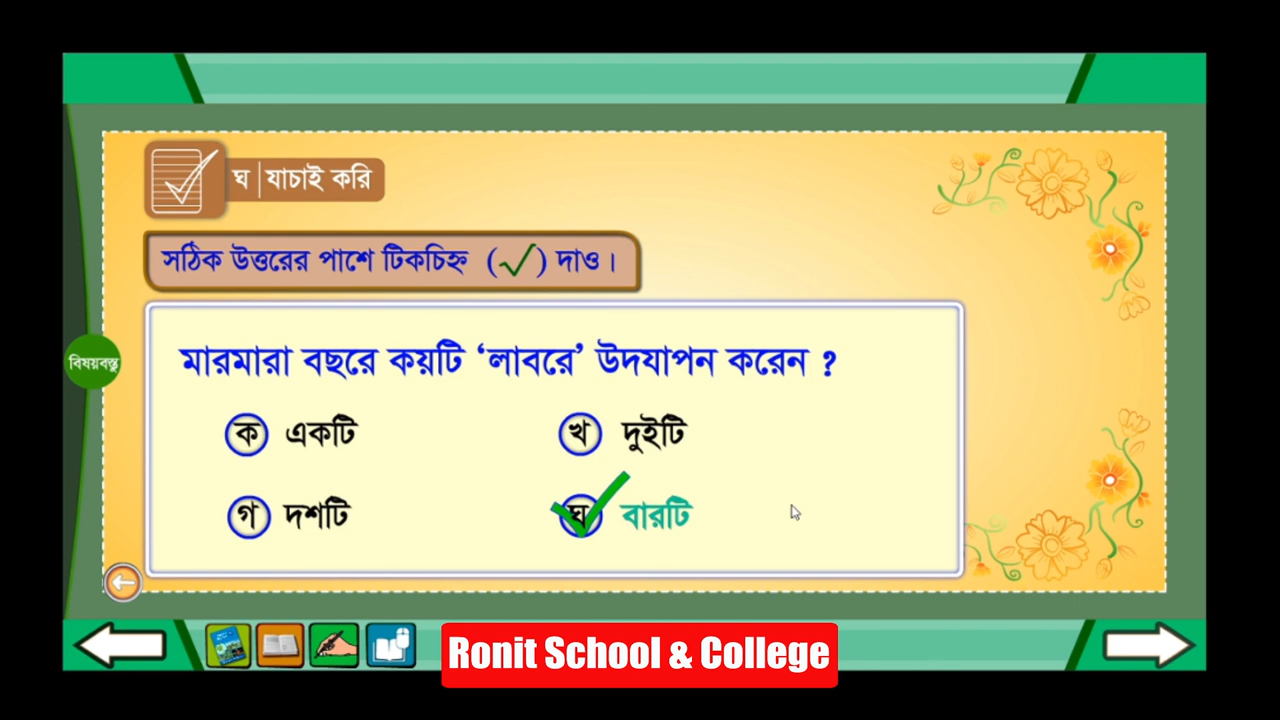 ঘ | যাচাই করি
সঠিক উত্তরের পাশে টিকচিহ্ন (✓) দাও।
বিষয়বস্তু
মারমারা বছরে কয়টি ‘লাবরে’ উদযাপন করেন ?
ক একটি
খ দুইটি
গ দশটি
ঘ বারটি
Ronit School & College